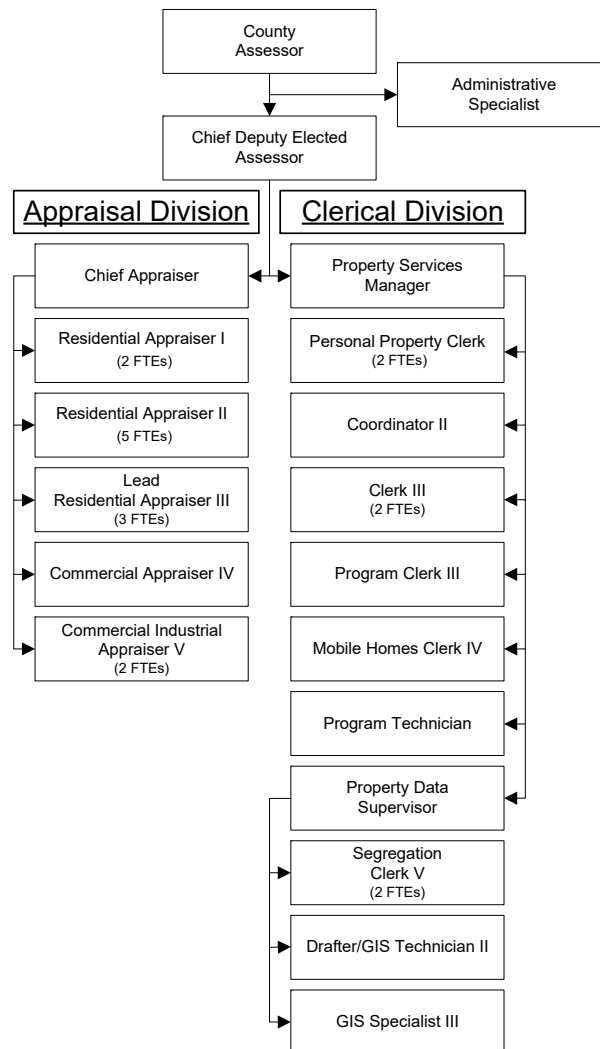 County
Assessor
Administrative
Specialist
Chief Deputy Elected
Assessor
Appraisal Division
Clerical Division
Chief Appraiser
Property Services
Manager
Residential Appraiser I
(2 FTEs)
Personal Property Clerk
(2 FTEs)
Residential Appraiser II
(5 FTEs)
Coordinator II
Lead
Residential Appraiser III
(3 FTEs)
Clerk III
(2 FTEs)
Commercial Appraiser IV
Program Clerk III
Commercial Industrial
Appraiser V
(2 FTEs)
Mobile Homes Clerk IV
Program Technician
Property Data
Supervisor
Segregation
Clerk V
(2 FTEs)
Drafter/GIS Technician II
GIS Specialist III